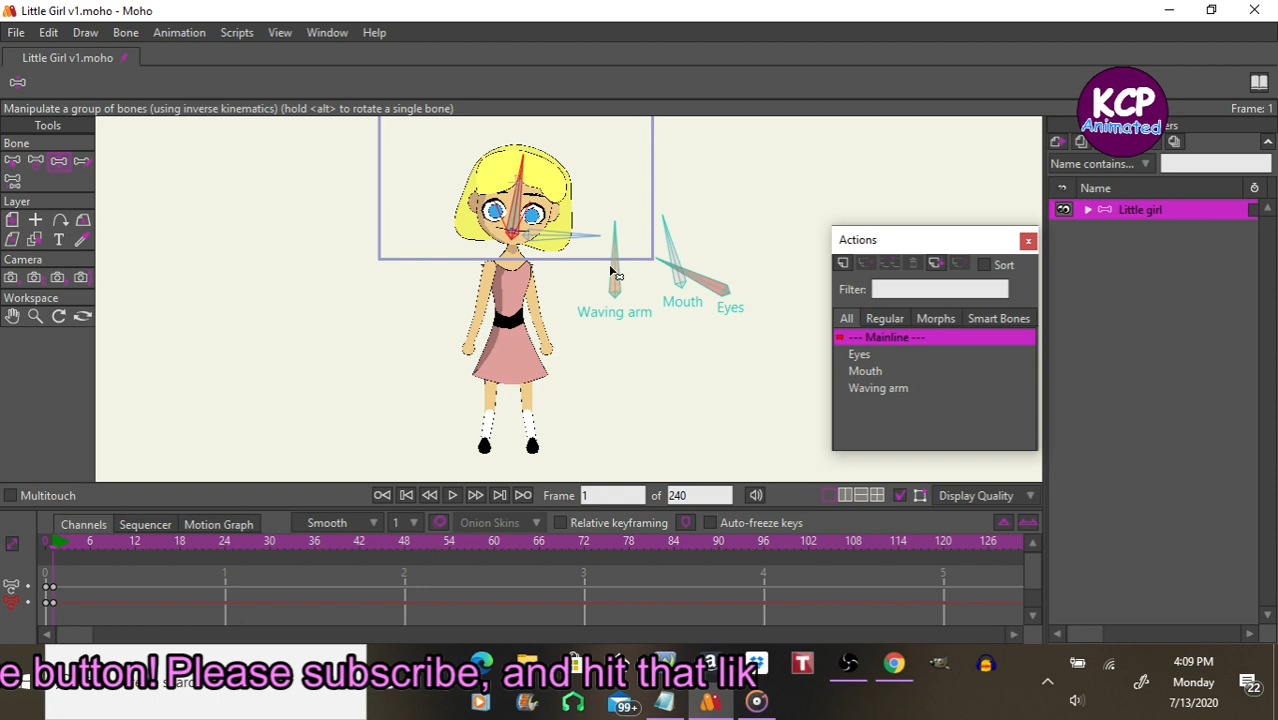 Little Girl v1.moho - Moho
File Edit Draw Bone Animation Scripts View Window Help
Little Girl v1.moho
Manipulate a group of bones (using inverse kinematics) (hold <alt> to rotate a single bone)
Frame: 1
KCP
Animated
Tools
Bone
Layer
Camera
Workspace
Name contains...
Name
Little girl
Waving arm
Mouth
Eyes
Actions
Sort
Filter:
All Regular Morphs Smart Bones
--- Mainline ---
Eyes
Mouth
Waving arm
Multitouch
Frame 1 of 240
Display Quality
Channels Sequencer Motion Graph Smooth 1 Onion Skins Relative keyframing Auto-freeze keys
0 6 12 18 24 30 36 42 48 54 60 66 72 78 84 90 96 102 108 114 120 126
0 1 2 3 4 5
e button! Please subscribe, and hit that lik
99+
4:09 PM
Monday
7/13/2020
22